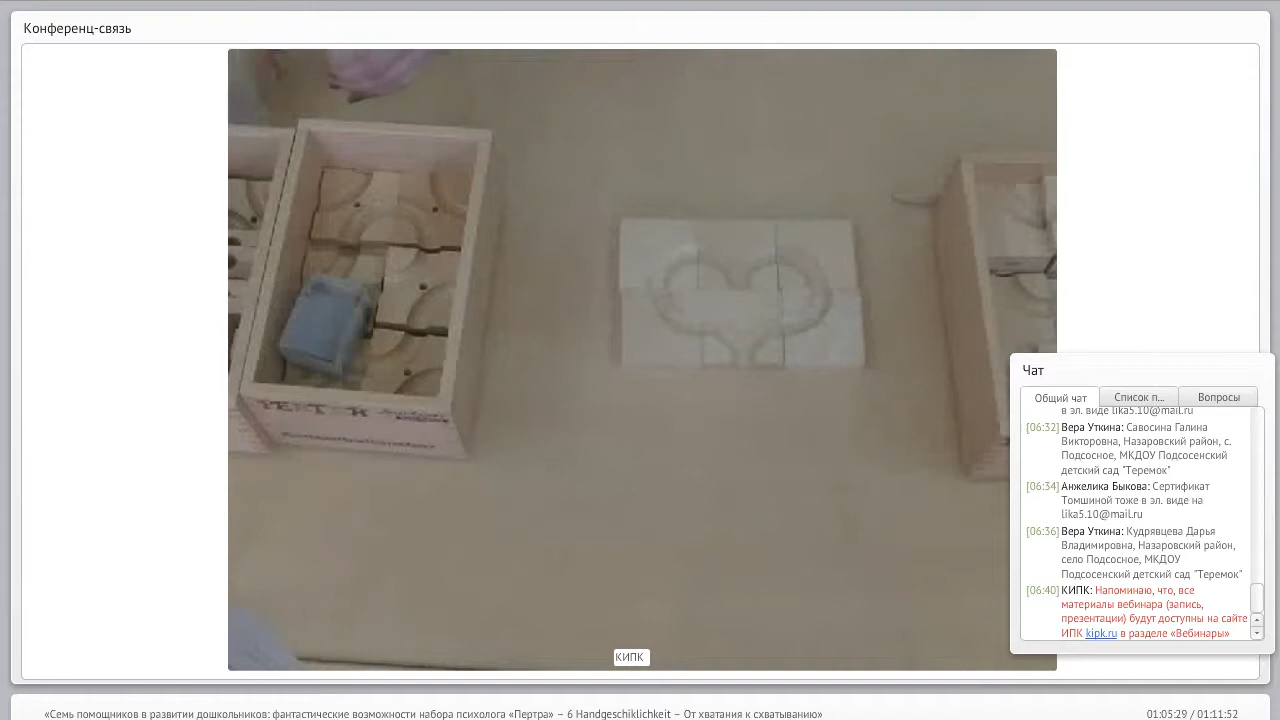 Конференц-связь
КИПК
Чат
Общий чат
Список п...
Вопросы
в эл. виде lika5.10@mail.ru
[06:32] Вера Уткина: Савосина Галина
Викторовна, Назаровский район, с.
Подсосное, МКДОУ Подсосенский
детский сад "Теремок"
[06:34] Анжелика Быкова: Сертификат
Томшиной тоже в эл. виде на
lika5.10@mail.ru
[06:36] Вера Уткина: Кудрявцева Дарья
Владимировна, Назаровский район,
село Подсосное, МКДОУ
Подсосенский детский сад "Теремок"
[06:40] КИПК: Напоминаю, что, все
материалы вебинара (запись,
презентации) будут доступны на сайте
ИПК kipk.ru в разделе «Вебинары»
«Семь помощников в развитии дошкольников: фантастические возможности набора психолога «Пертра» – 6 Handgeschiklichkeit – От хватания к схватыванию»
01:05:29 / 01:11:52